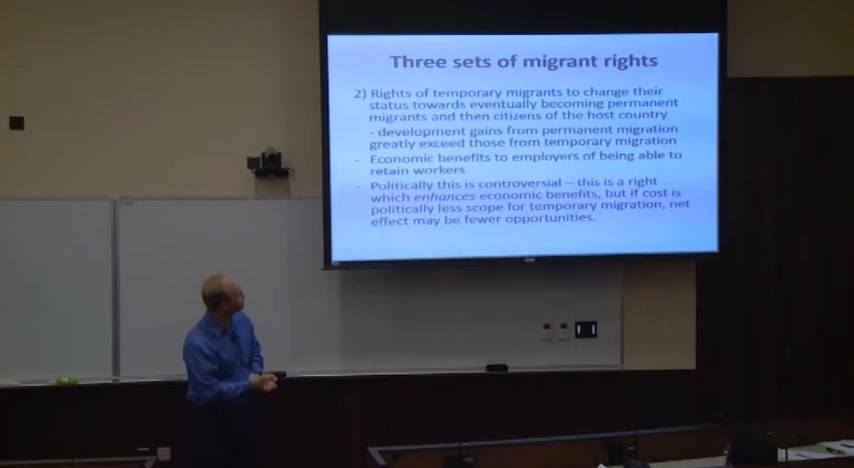 Three sets of migrant rights
2) Rights of temporary migrants to change their
status towards eventually becoming permanent
migrants and then citizens of the host country
- development gains from permanent migration
greatly exceed those from temporary migration
- Economic benefits to employers of being able to
retain workers
- Politically this is controversial – this is a right
which enhances economic benefits, but if cost is
politically less scope for temporary migration, net
effect may be fewer opportunities.